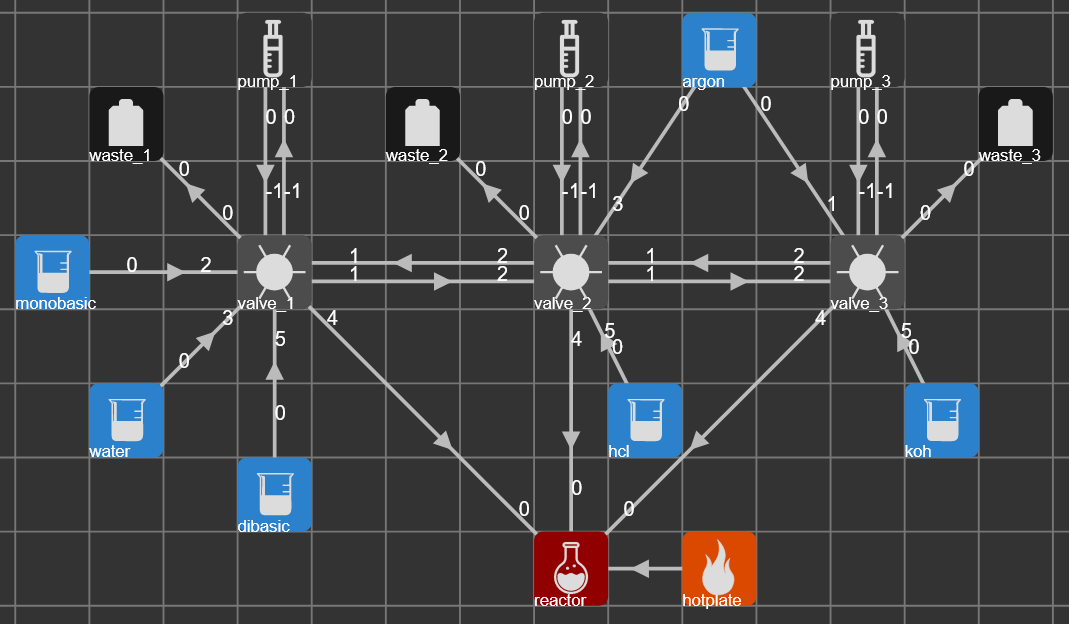 pump_1 pump_2 argon pump_3
0 0 0 0 0 0 0 0
waste_1 waste_2 waste_3
0 0 0
-1 -1 -1 -1 -1 -1
0 0 3 1 0
1 2 1 2
0 2
1 2 1 2
monobasic valve_1 valve_2 valve_3
3 4 4
5 4 5 5
0 0 0
0
water hcl koh
0 0 0
dibasic
reactor hotplate